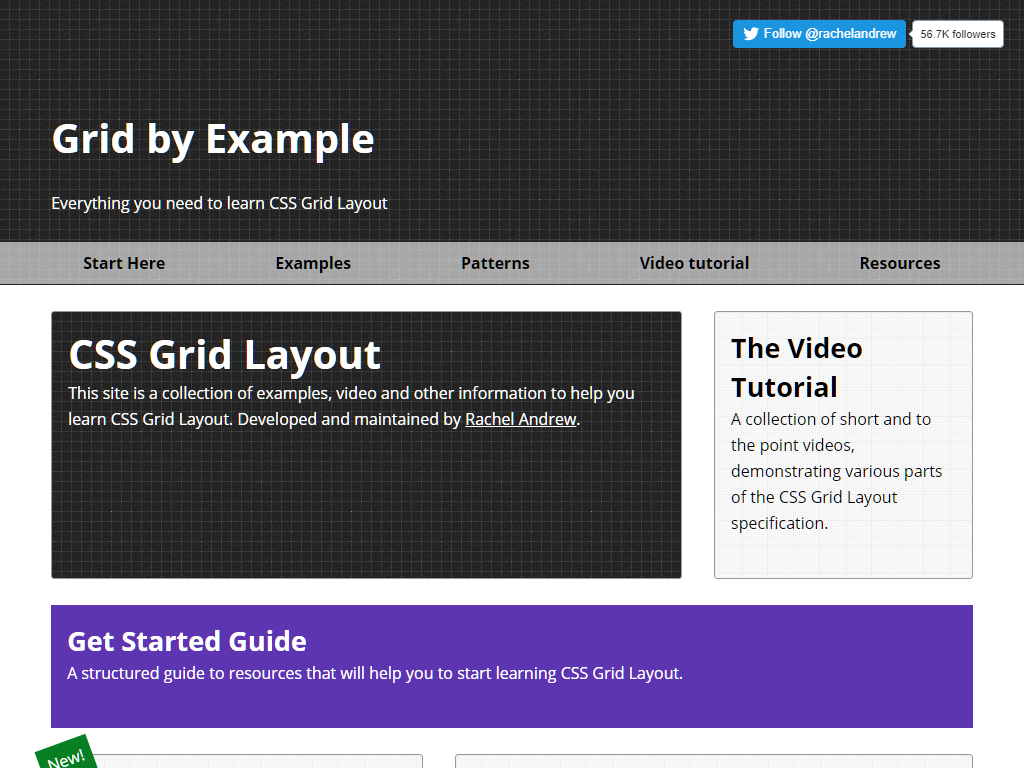 Follow @rachelandrew
56.7K followers
Grid by Example
Everything you need to learn CSS Grid Layout
Start Here
Examples
Patterns
Video tutorial
Resources
CSS Grid Layout
This site is a collection of examples, video and other information to help you
learn CSS Grid Layout. Developed and maintained by Rachel Andrew.
The Video
Tutorial
A collection of short and to
the point videos,
demonstrating various parts
of the CSS Grid Layout
specification.
Get Started Guide
A structured guide to resources that will help you to start learning CSS Grid Layout.
New!